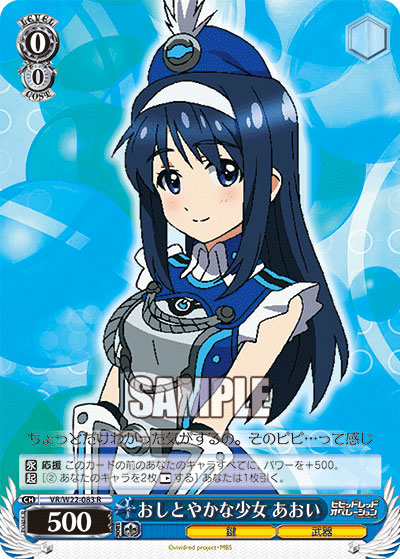 LEVEL
0
0
COST
SAMPLE
ちょっとだけわかった気がするの。そのビビ…って感じ
永 応援 このカードの前のあなたのキャラすべてに、パワーを+500。
起 [② あなたのキャラを2枚レストする] あなたは1枚引く。
CH VR/W22-083 R
500
おしとやかな少女 あおい
ビビッドレッド・オペレーション
鍵 武器
©vividred project・MBS